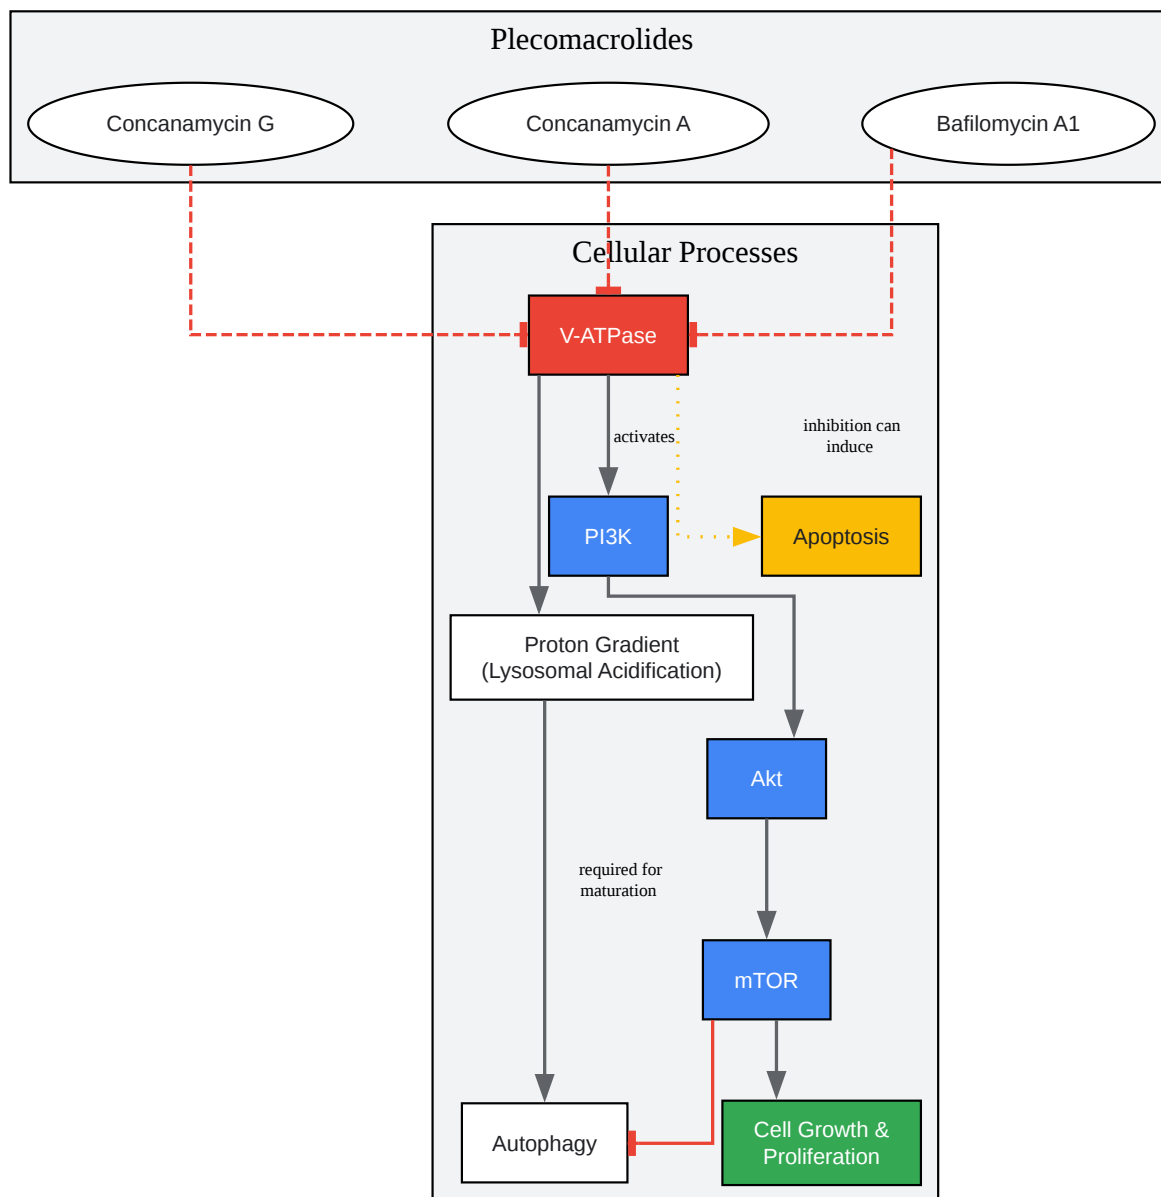 Plecomacrolides
Concanamycin G
Concanamycin A
Bafilomycin A1
Cellular Processes
V-ATPase
activates
inhibition can
induce
PI3K
Apoptosis
Proton Gradient
(Lysosomal Acidification)
Akt
required for
maturation
mTOR
Autophagy
Cell Growth &
Proliferation